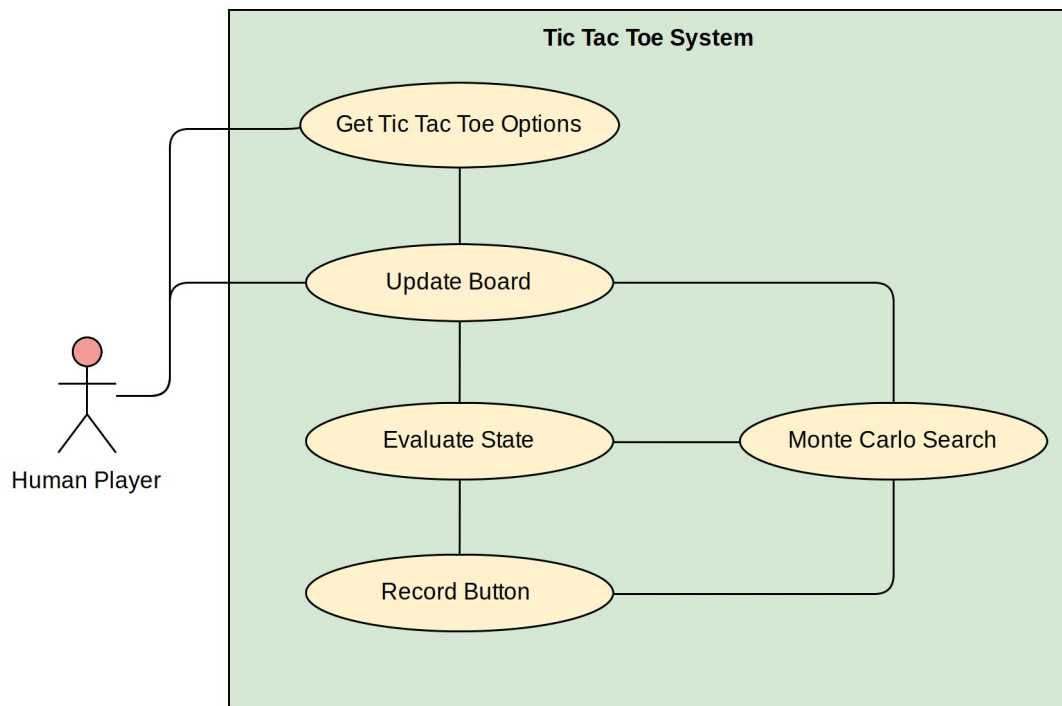 Tic Tac Toe System
Get Tic Tac Toe Options
Update Board
Evaluate State
Monte Carlo Search
Human Player
Record Button